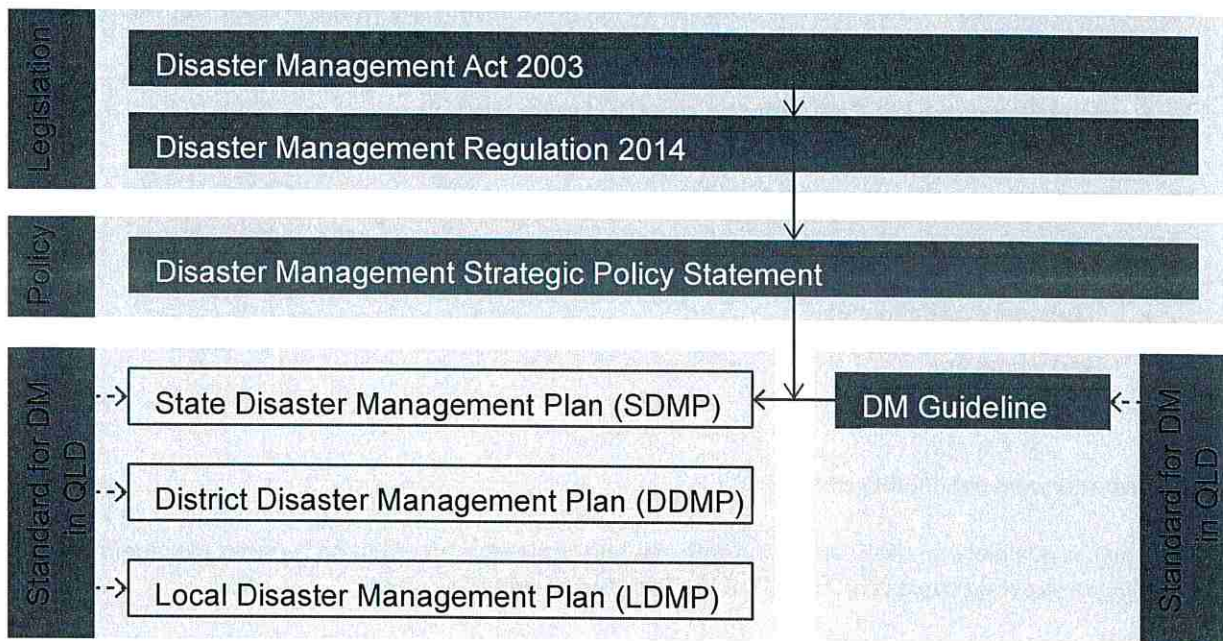 Legislation
Disaster Management Act 2003
Disaster Management Regulation 2014
Policy
Disaster Management Strategic Policy Statement
Standard for DM
in QLD
State Disaster Management Plan (SDMP)
District Disaster Management Plan (DDMP)
Local Disaster Management Plan (LDMP)
DM Guideline
Standard for DM
in QLD